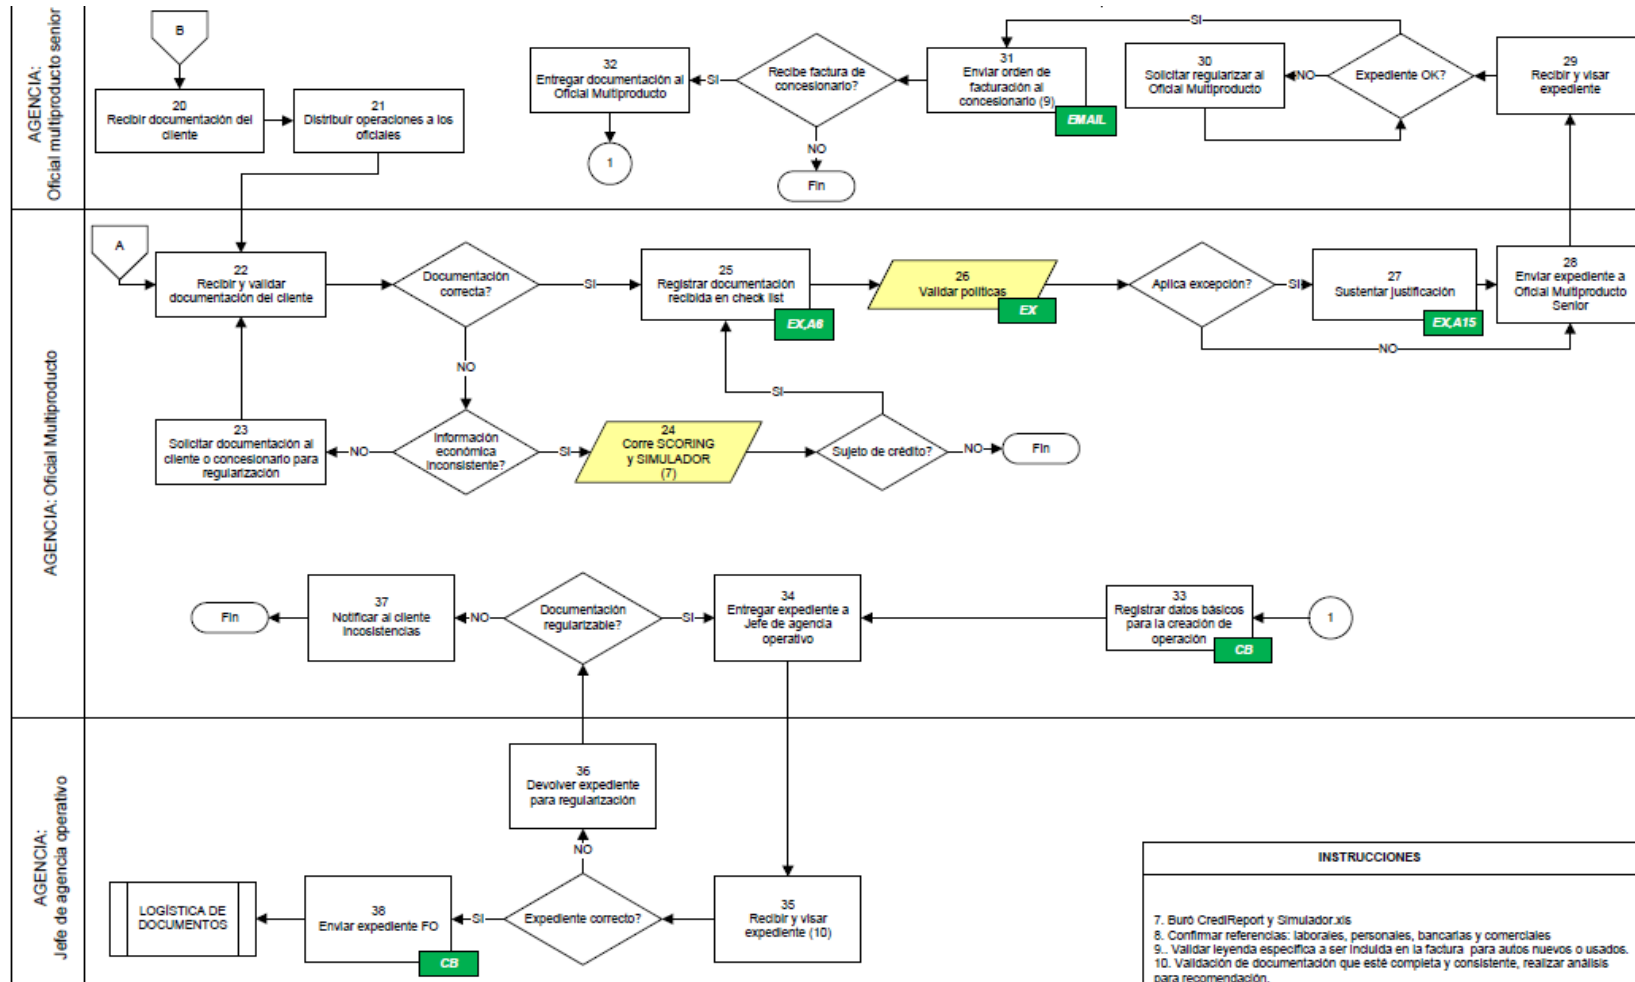 AGENCIA:
Oficial multiproducto senior
B
20
Recibir documentación del
cliente
21
Distribuir operaciones a los
oficiales
32
Entregar documentación al
Oficial Multiproducto
1
SI
Recibe factura de
concesionario?
NO
Fin
31
Enviar orden de
facturación al
concesionario (9)
EMAIL
SI
30
Solicitar regularizar al
Oficial Multiproducto
NO
Expediente OK?
29
Recibir y visar
expediente
AGENCIA: Oficial Multiproducto
A
22
Recibir y validar
documentación del cliente
Documentación
correcta?
SI
NO
25
Registrar documentación
recibida en check list
EX,A6
26
Validar políticas
EX
Aplica excepción?
SI
NO
27
Sustentar justificación
EX,A15
28
Enviar expediente a
Oficial Multiproducto
Senior
23
Solicitar documentación al
cliente o concesionario para
regularización
NO
Información
económica
inconsistente?
SI
24
Corre SCORING
y SIMULADOR
(7)
SI
Sujeto de crédito?
NO
Fin
Fin
37
Notificar al cliente
incosistencias
NO
Documentación
regularizable?
SI
34
Entregar expediente a
Jefe de agencia
operativo
33
Registrar datos básicos
para la creación de
operación
CB
1
AGENCIA:
Jefe de agencia operativo
36
Devolver expediente
para regularización
NO
LOGÍSTICA DE
DOCUMENTOS
38
Enviar expediente FO
CB
SI
Expediente correcto?
35
Recibir y visar
expediente (10)
INSTRUCCIONES
7. Buró CrediReport y Simulador.xls
8. Confirmar referencias: laborales, personales, bancarias y comerciales
9.. Validar leyenda específica a ser incluida en la factura para autos nuevos o usados.
10. Validación de documentación que esté completa y consistente, realizar análisis
para recomendación.